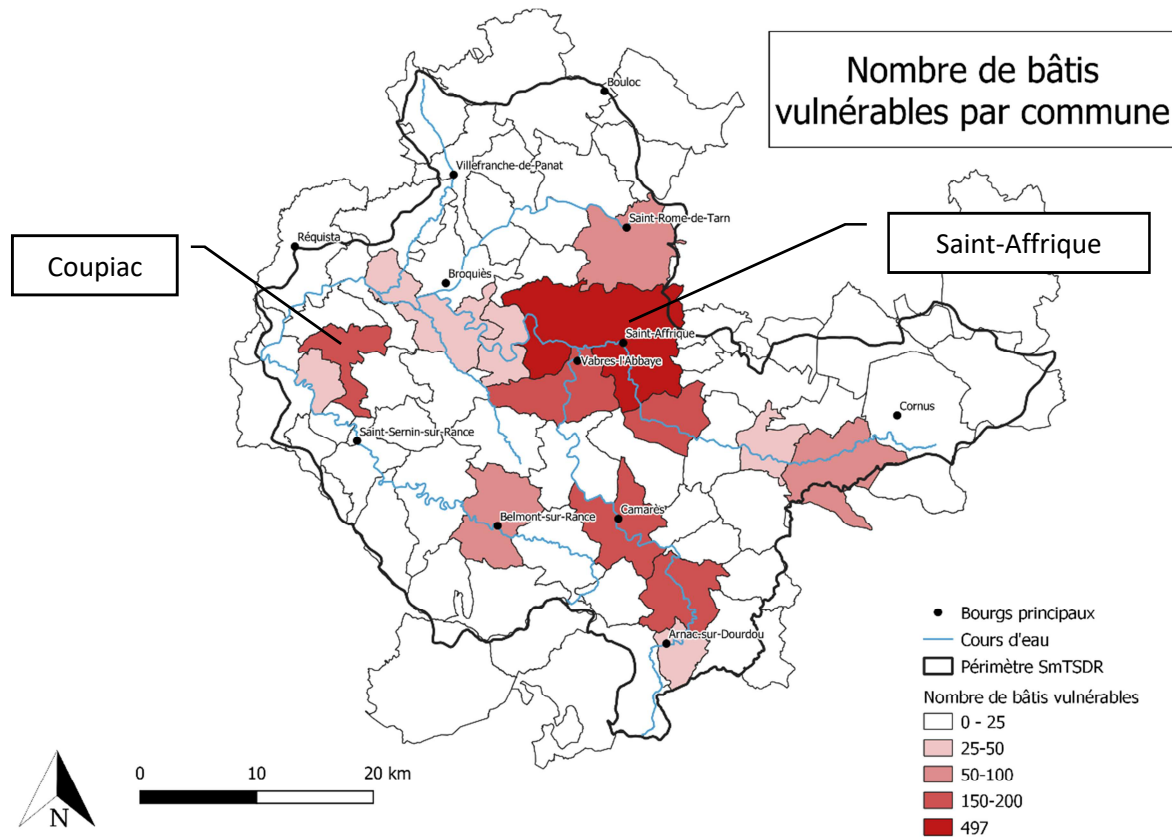 Nombre de bâtis
vulnérables par commune
Bouloc
Villefranche-de-Panat
Saint-Rome-de-Tarn
Réquista
Coupiac
Saint-Affrique
Broquiès
Saint-Affrique
Vabres-l'Abbaye
Cornus
Saint-Sernin-sur-Rance
Belmont-sur-Rance
Camarès
Arnac-sur-Dourdou
Bourgs principaux
Cours d'eau
Périmètre SmTSDR
Nombre de bâtis vulnérables
0 - 25
25-50
50-100
150-200
497
0 10 20 km
N